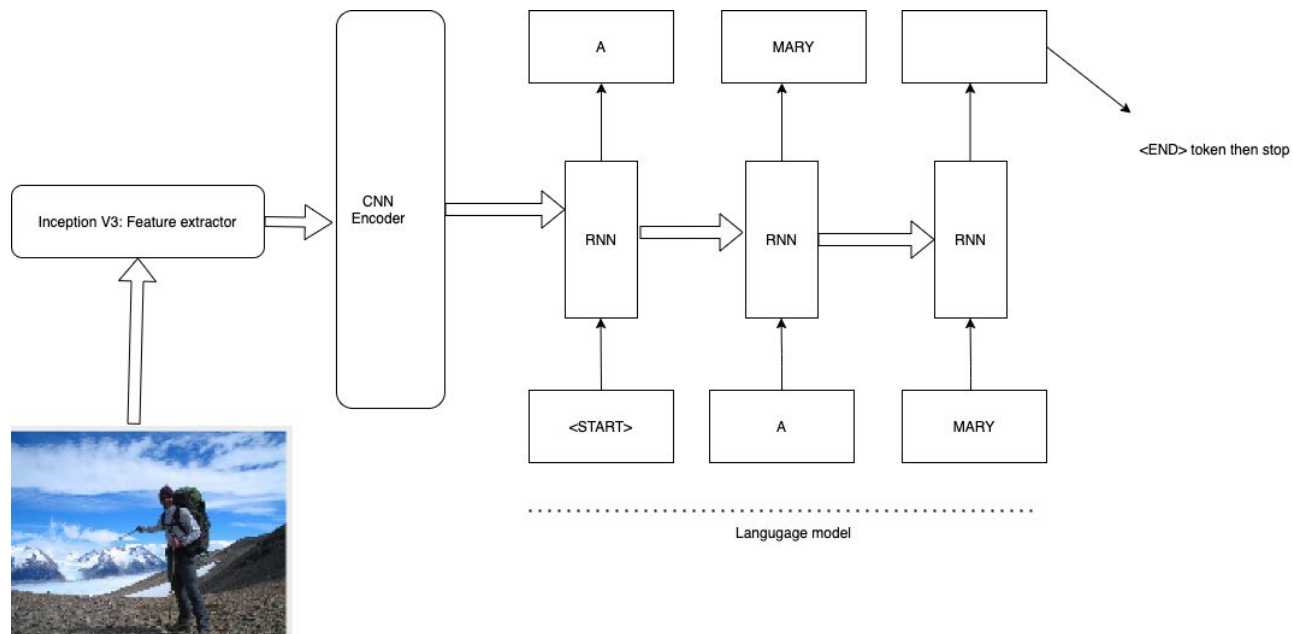 A
MARY
<END> token then stop
Inception V3: Feature extractor
CNN
Encoder
RNN
RNN
RNN
<START>
A
MARY
Langugage model